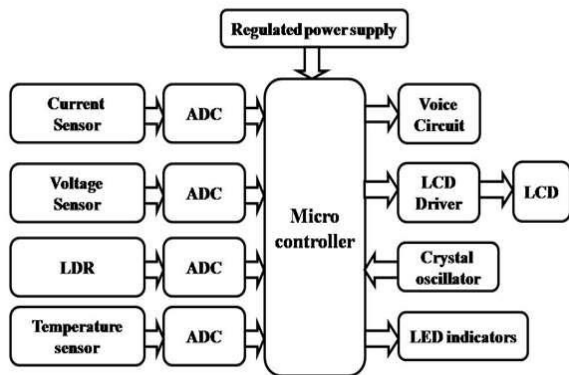 Regulated power supply
Current
Sensor
ADC
Voice
Circuit
Voltage
Sensor
ADC
Micro
controller
LCD
Driver
LCD
LDR
ADC
Crystal
oscillator
Temperature
sensor
ADC
LED indicators